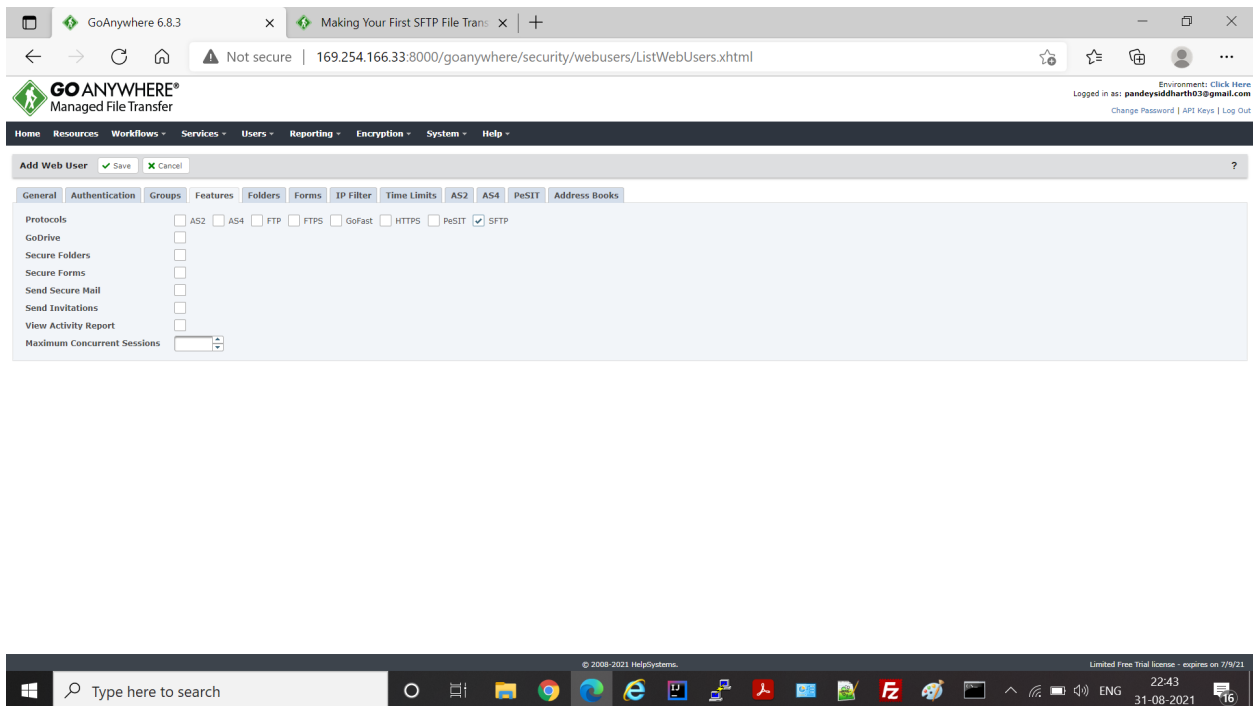 GoAnywhere 6.8.3
Making Your First SFTP File Trans
Not secure | 169.254.166.33:8000/goanywhere/security/webusers/ListWebUsers.xhtml
GOANYWHERE®
Managed File Transfer
Environment: Click Here
Logged in as: pandeysiddharth03@gmail.com
Change Password | API Keys | Log Out
Home Resources Workflows Services Users Reporting Encryption System Help
Add Web User Save Cancel ?
General Authentication Groups Features Folders Forms IP Filter Time Limits AS2 AS4 PeSIT Address Books
Protocols AS2 AS4 FTP FTPS GoFast HTTPS PeSIT SFTP
GoDrive
Secure Folders
Secure Forms
Send Secure Mail
Send Invitations
View Activity Report
Maximum Concurrent Sessions
© 2008-2021 HelpSystems. Limited Free Trial license - expires on 7/9/21
Type here to search ENG 22:43
31-08-2021 16